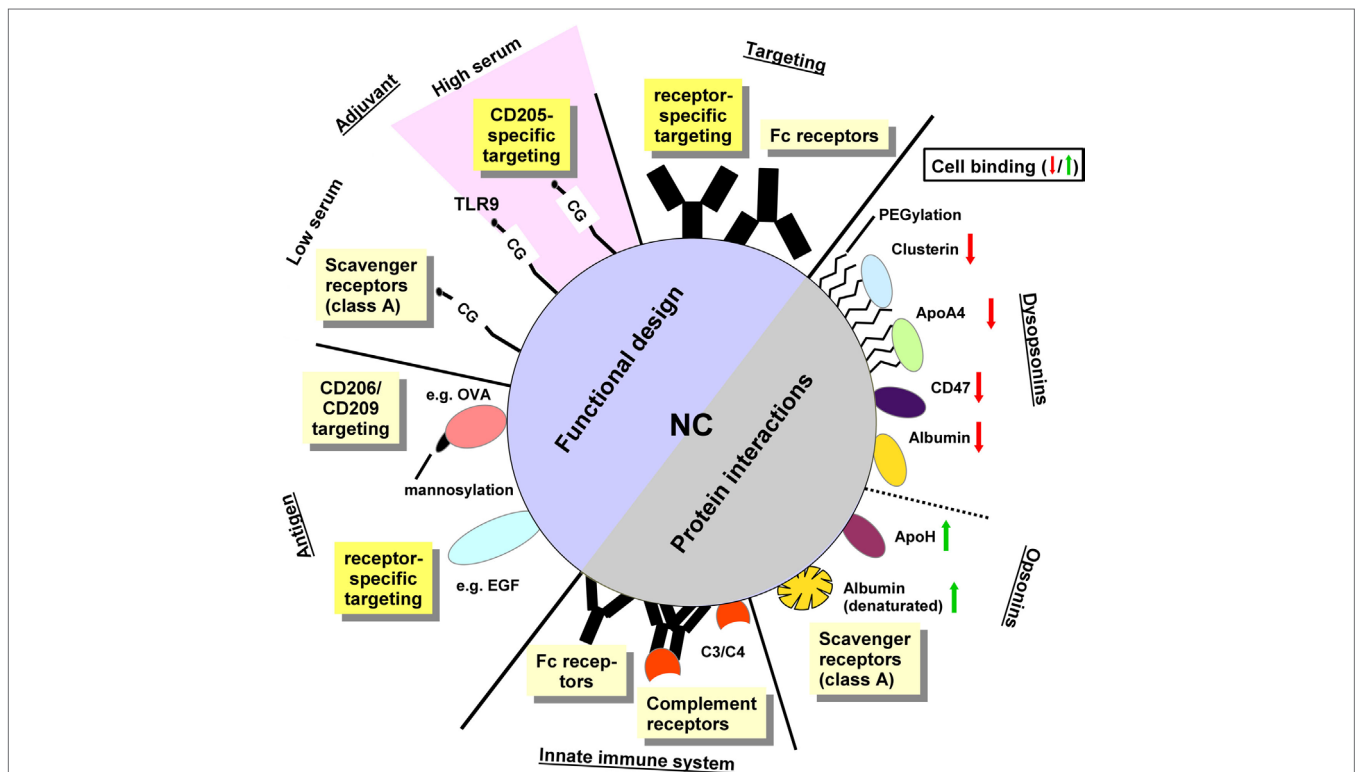 Targeting
High serum
Adjuvant
CD205-
specific
targeting
receptor-
specific
targeting
Fc receptors
Cell binding (↓/↑)
TLR9
CG
CG
Low serum
PEGylation
Clusterin
Scavenger
receptors
(class A)
CG
ApoA4
Dysopsonins
Functional design
CD206/
CD209
targeting
e.g. OVA
CD47
NC
Albumin
Protein interactions
mannosylation
Antigen
ApoH
Opsonins
receptor-
specific
targeting
e.g. EGF
Albumin
(denaturated)
Scavenger
receptors
(class A)
C3/C4
Fc recep-
tors
Complement
receptors
Innate immune system